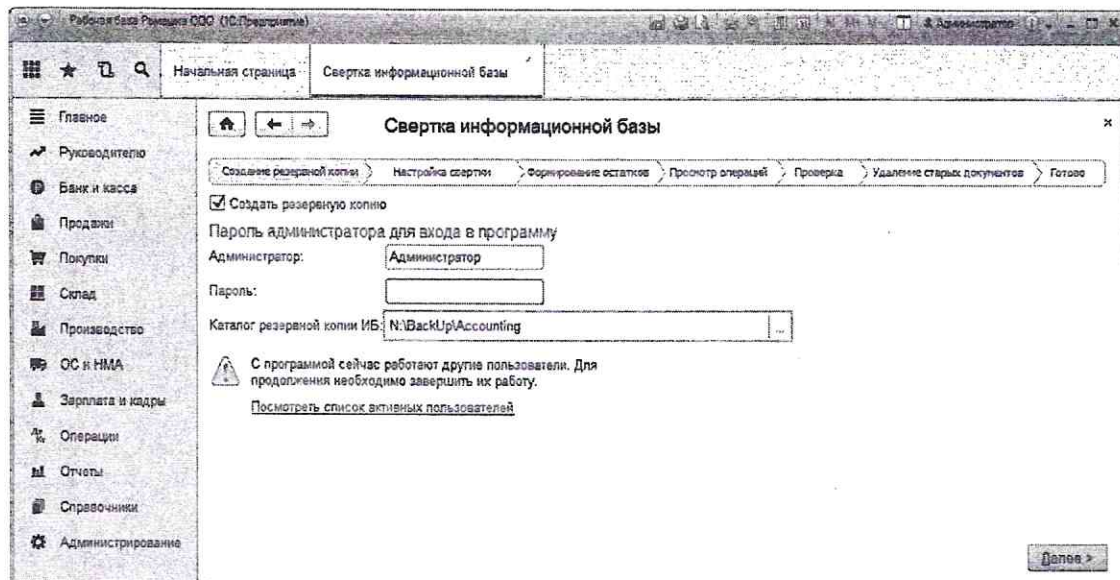 Рабочая база Ромашка ООО (1С:Предприятие)
Администратор
Начальная страница
Свертка информационной базы
Главное
Руководителю
Банк и касса
Продажи
Покупки
Склад
Производство
ОС и НМА
Зарплата и кадры
Операции
Отчеты
Справочники
Администрирование
Свертка информационной базы
Создание резервной копии
Настройка свертки
Формирование остатков
Просмотр операций
Проверка
Удаление старых документов
Готово
Создать резервную копию
Пароль администратора для входа в программу
Администратор: Администратор
Пароль:
Каталог резервной копии ИБ: N:\BackUp\Accounting ...
С программой сейчас работают другие пользователи. Для
продолжения необходимо завершить их работу.
Посмотреть список активных пользователей
Далее >